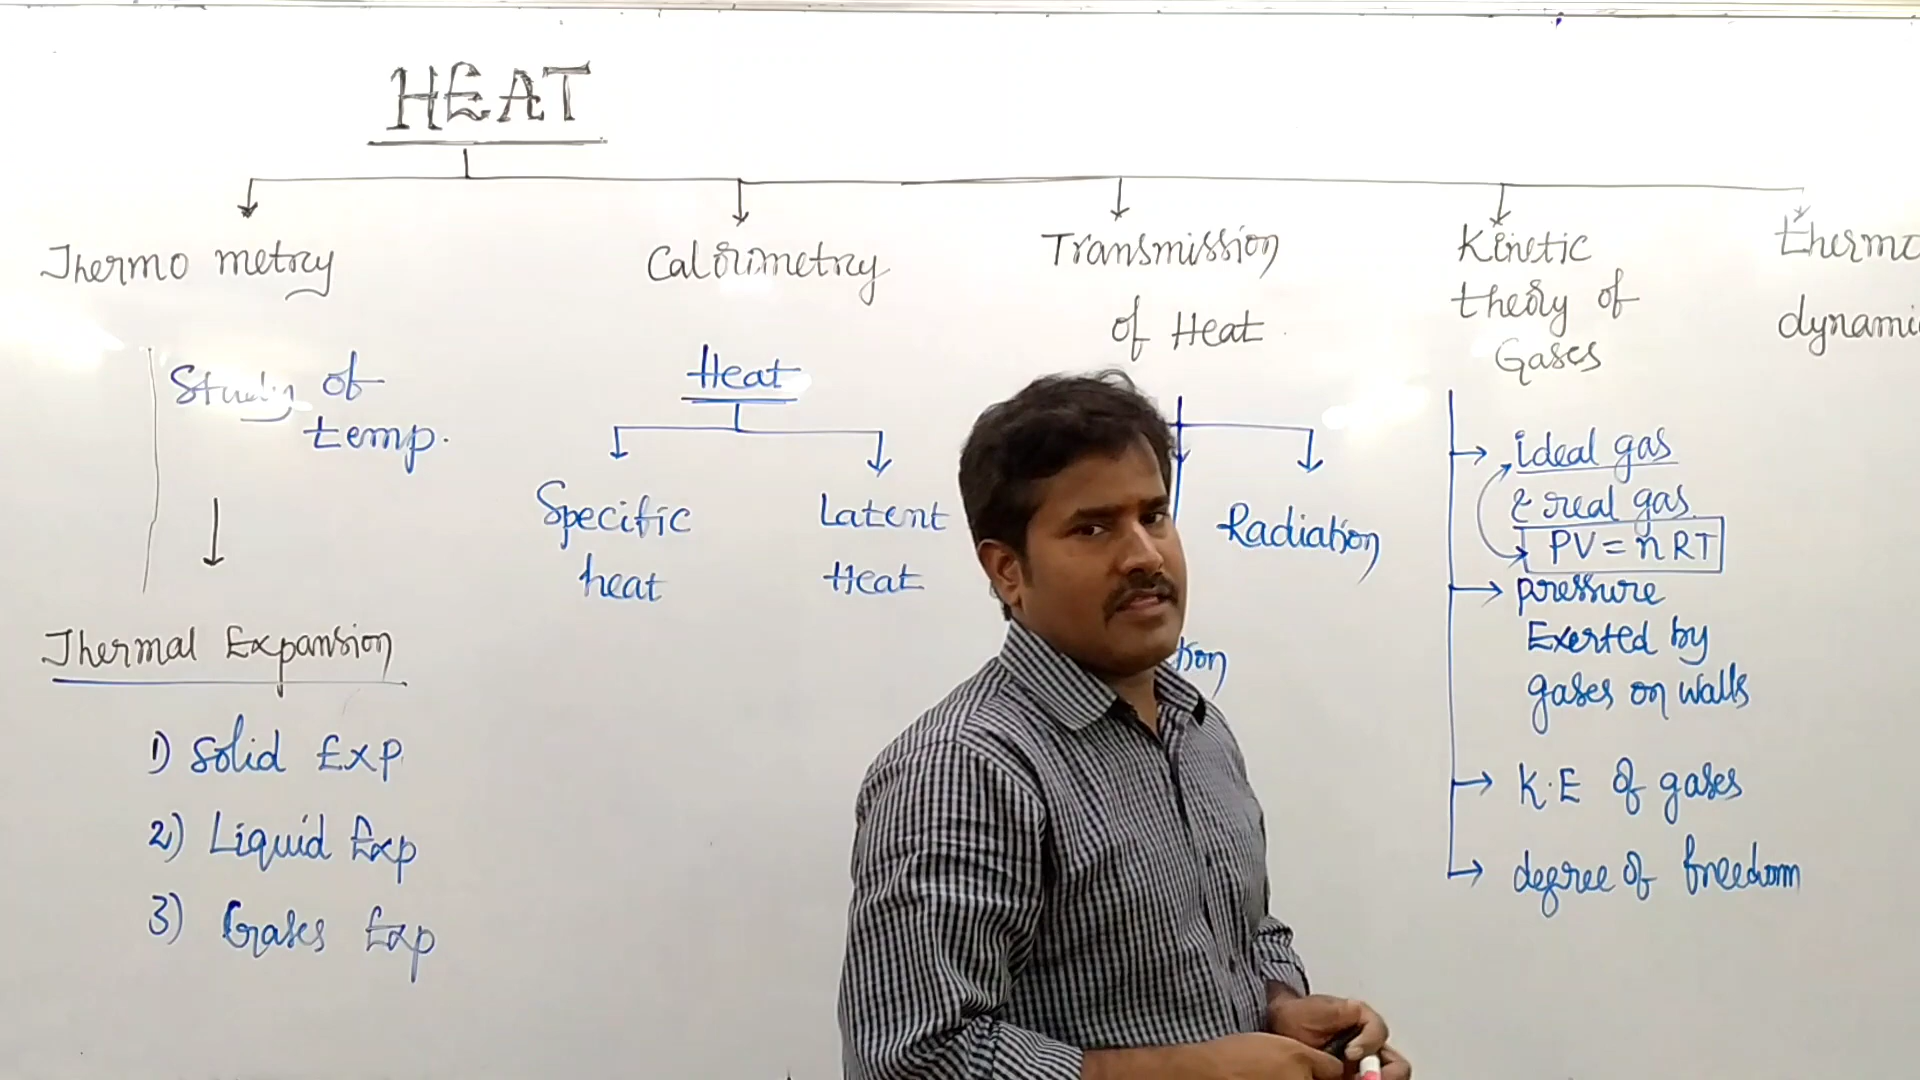 HEAT
Thermo metry
Study of
temp.
Thermal Expansion
1) Solid Exp
2) Liquid Exp
3) Gases Exp
Calorimetry
Heat
Specific
heat
Latent
Heat
Transmission
of Heat
Radiation
tion
Kinetic
theory of
Gases
ideal gas
& real gas
PV = nRT
pressure
Exerted by
gases on walls
K.E of gases
degree of freedom
thermo
dynami